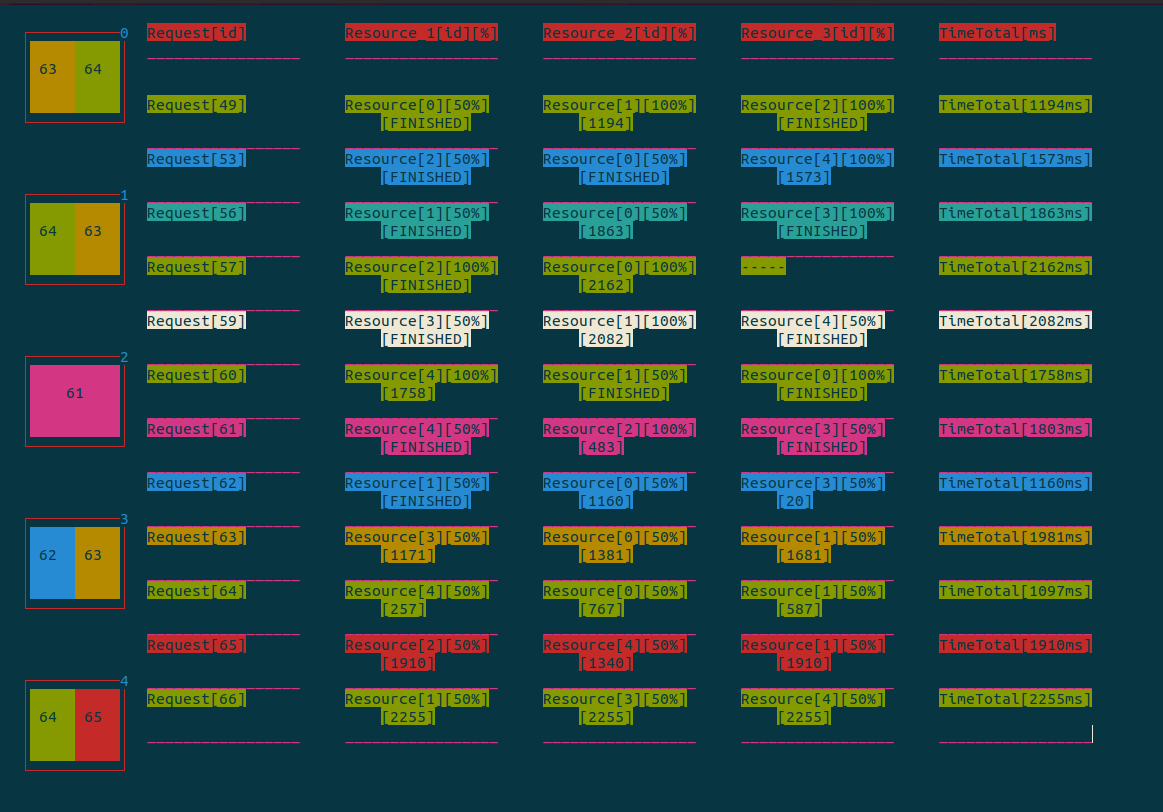 0
63 64
1
64 63
2
61
3
62 63
4
64 65
Request[id] Resource_1[id][%] Resource_2[id][%] Resource_3[id][%] TimeTotal[ms]
Request[49] Resource[0][50%] Resource[1][100%] Resource[2][100%] TimeTotal[1194ms]
[FINISHED] [1194] [FINISHED]
Request[53] Resource[2][50%] Resource[0][50%] Resource[4][100%] TimeTotal[1573ms]
[FINISHED] [FINISHED] [1573]
Request[56] Resource[1][50%] Resource[0][50%] Resource[3][100%] TimeTotal[1863ms]
[FINISHED] [1863] [FINISHED]
Request[57] Resource[2][100%] Resource[0][100%] ----- TimeTotal[2162ms]
[FINISHED] [2162]
Request[59] Resource[3][50%] Resource[1][100%] Resource[4][50%] TimeTotal[2082ms]
[FINISHED] [2082] [FINISHED]
Request[60] Resource[4][100%] Resource[1][50%] Resource[0][100%] TimeTotal[1758ms]
[1758] [FINISHED] [FINISHED]
Request[61] Resource[4][50%] Resource[2][100%] Resource[3][50%] TimeTotal[1803ms]
[FINISHED] [483] [FINISHED]
Request[62] Resource[1][50%] Resource[0][50%] Resource[3][50%] TimeTotal[1160ms]
[FINISHED] [1160] [20]
Request[63] Resource[3][50%] Resource[0][50%] Resource[1][50%] TimeTotal[1981ms]
[1171] [1381] [1681]
Request[64] Resource[4][50%] Resource[0][50%] Resource[1][50%] TimeTotal[1097ms]
[257] [767] [587]
Request[65] Resource[2][50%] Resource[4][50%] Resource[1][50%] TimeTotal[1910ms]
[1910] [1340] [1910]
Request[66] Resource[1][50%] Resource[3][50%] Resource[4][50%] TimeTotal[2255ms]
[2255] [2255] [2255]